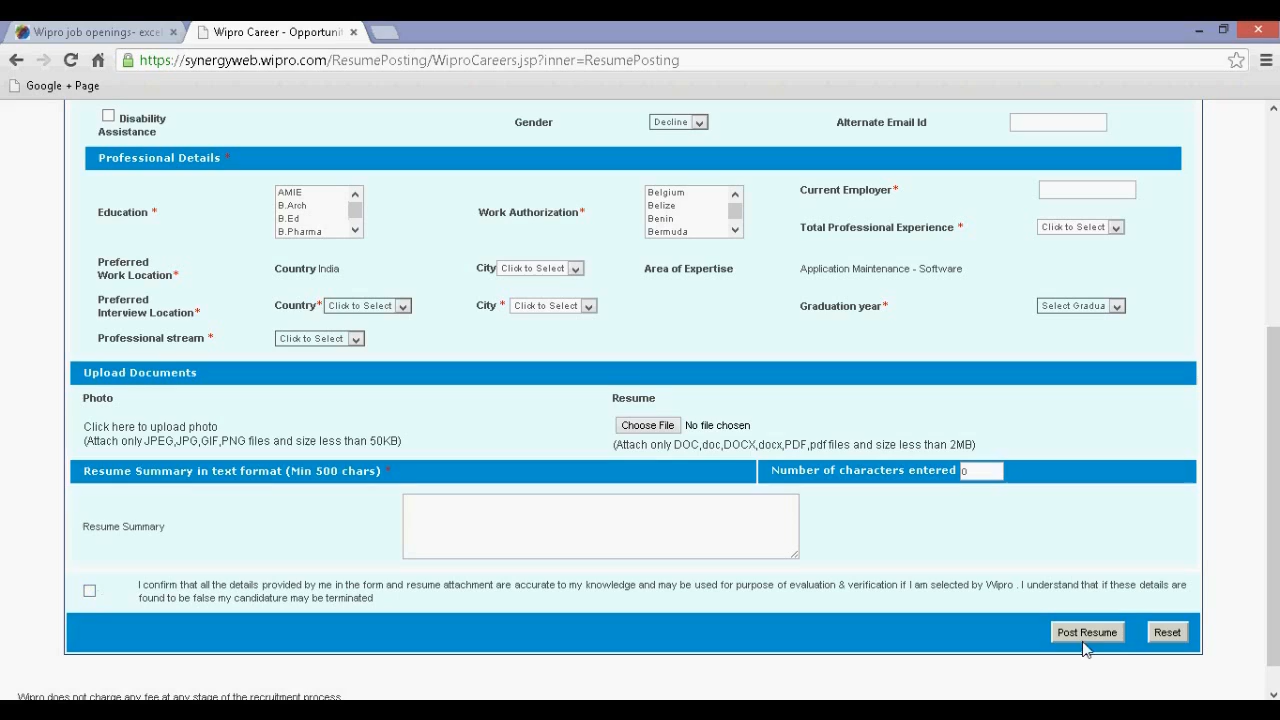 Wipro job openings- exce
Wipro Career - Opportunit
https://synergyweb.wipro.com/ResumePosting/WiproCareers.jsp?inner=ResumePosting
Google + Page
Disability Assistance
Gender
Decline
Alternate Email Id
Professional Details *
Education *
AMIE
B.Arch
B.Ed
B.Pharma
Work Authorization*
Belgium
Belize
Benin
Bermuda
Current Employer*
Total Professional Experience *
Click to Select
Preferred
Work Location*
Country India
City Click to Select
Area of Expertise
Application Maintenance - Software
Preferred
Interview Location*
Country* Click to Select
City * Click to Select
Graduation year*
Select Gradua
Professional stream *
Click to Select
Upload Documents
Photo
Resume
Click here to upload photo
(Attach only JPEG,JPG,GIF,PNG files and size less than 50KB)
Choose File No file chosen
(Attach only DOC,doc,DOCX,docx,PDF,pdf files and size less than 2MB)
Resume Summary in text format (Min 500 chars) *
Number of characters entered 0
Resume Summary
I confirm that all the details provided by me in the form and resume attachment are accurate to my knowledge and may be used for purpose of evaluation & verification if I am selected by Wipro . I understand that if these details are
found to be false my candidature may be terminated
Post Resume
Reset
Wipro does not charge any fee at any stage of the recruitment process